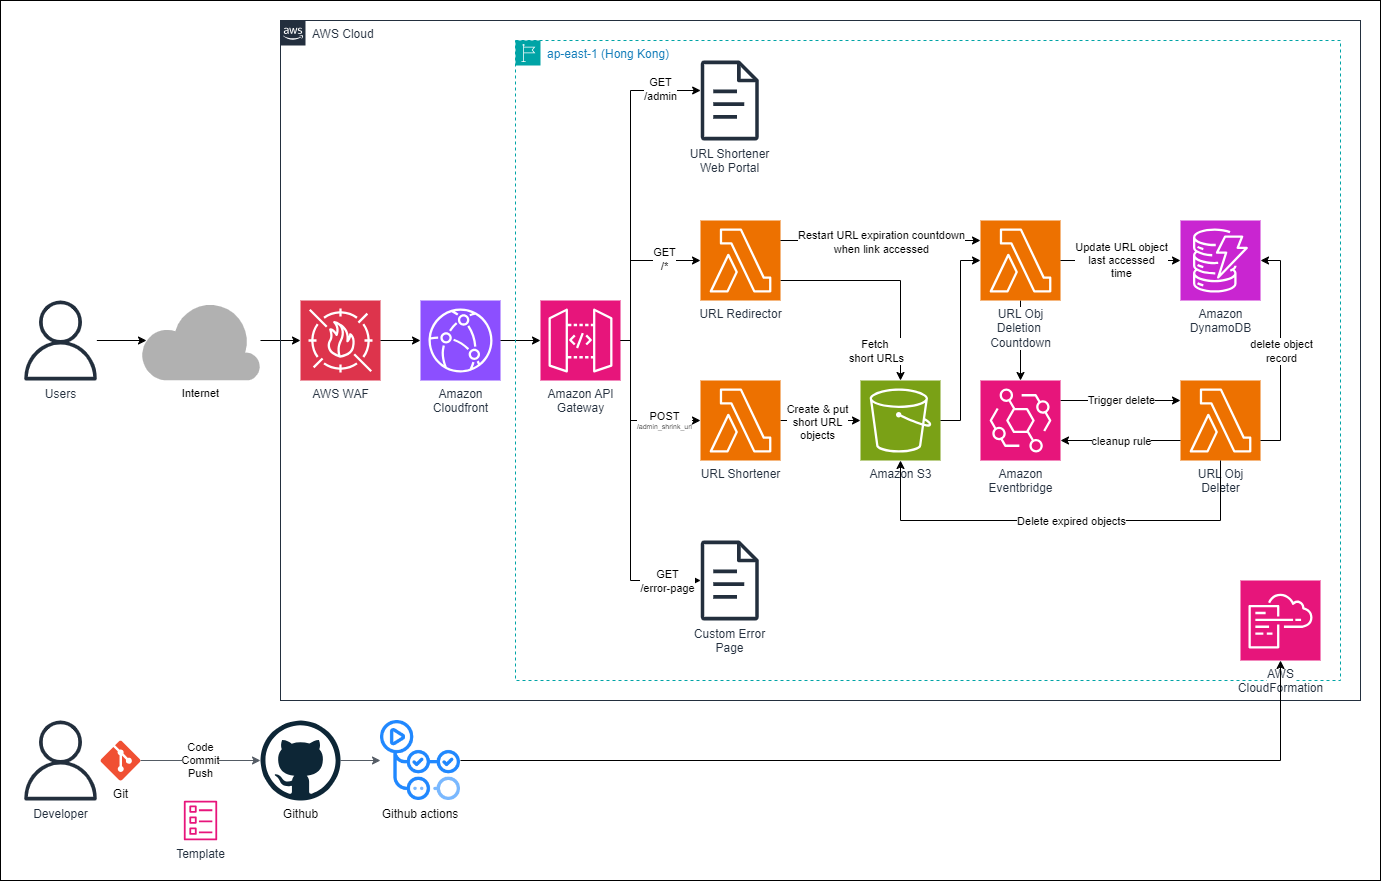 aws
AWS Cloud
ap-east-1 (Hong Kong)
GET
/admin
URL Shortener
Web Portal
GET
/*
URL Redirector
Restart URL expiration countdown
when link accessed
URL Obj
Deletion
Countdown
Update URL object
last accessed
time
Amazon
DynamoDB
Fetch
short URLs
delete object
record
Users
Internet
AWS WAF
Amazon
Cloudfront
Amazon API
Gateway
POST
/admin_shrink_url
URL Shortener
Create & put
short URL
objects
Amazon S3
Amazon
Eventbridge
Trigger delete
cleanup rule
URL Obj
Deleter
Delete expired objects
GET
/error-page
Custom Error
Page
AWS
CloudFormation
Developer
Git
Code
Commit
Push
Template
Github
Github actions